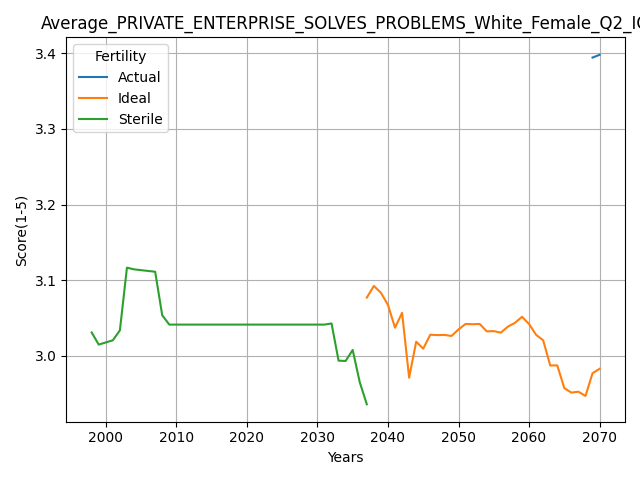 Average_PRIVATE_ENTERPRISE_SOLVES_PROBLEMS_White_Female_Q2_IQ
Fertility
Actual
Ideal
Sterile
Score(1-5)
3.4
3.3
3.2
3.1
3.0
2000
2010
2020
2030
2040
2050
2060
2070
Years